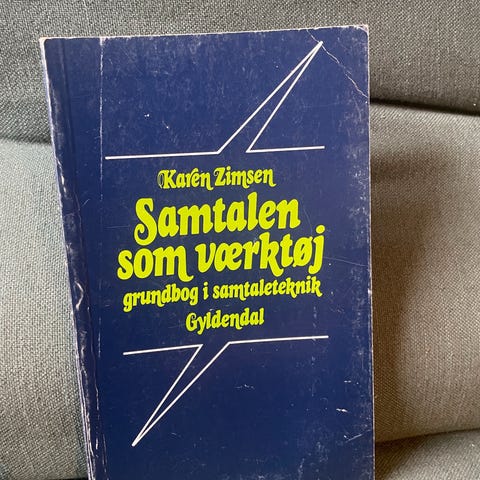 Karen Zimsen
Samtalen
som værktøj
grundbog i samtaleteknik
Gyldendal